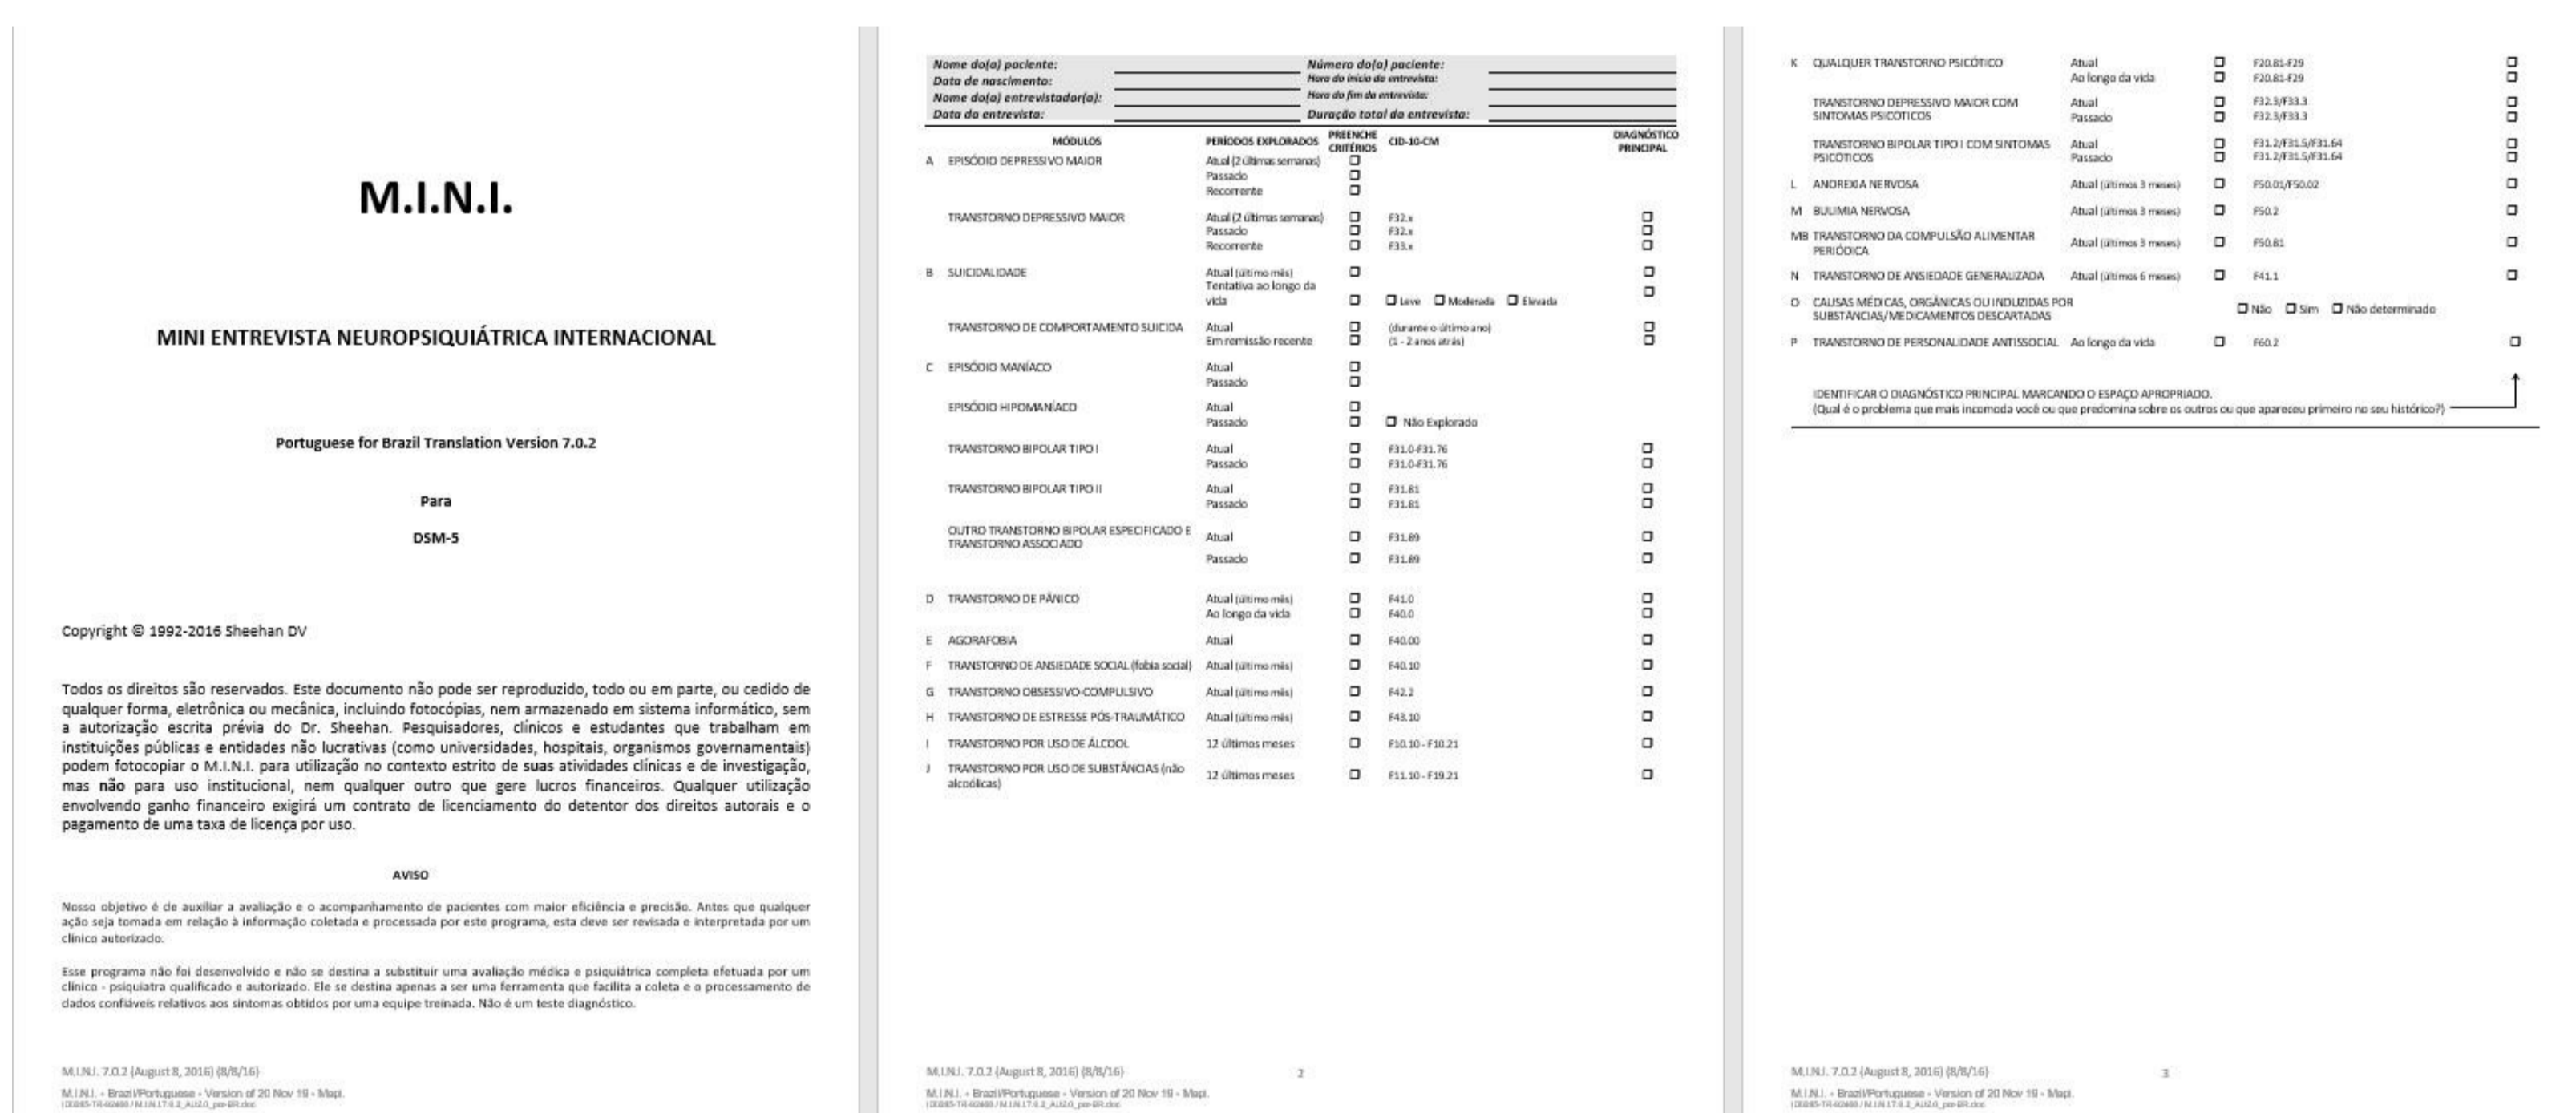 M.I.N.I.
MINI ENTREVISTA NEUROPSIQUIÁTRICA INTERNACIONAL
Portuguese for Brazil Translation Version 7.0.2
Para
DSM-5
Copyright © 1992-2016 Sheehan DV
Todos os direitos são reservados. Este documento não pode ser reproduzido, todo ou em parte, ou cedido de
qualquer forma, eletrônica ou mecânica, incluindo fotocópias, nem armazenado em sistema informático, sem
a autorização escrita prévia do Dr. Sheehan. Pesquisadores, clínicos e estudantes que trabalham em
instituições públicas e entidades não lucrativas (como universidades, hospitais, organismos governamentais)
podem fotocopiar o M.I.N.I. para utilização no contexto estrito de suas atividades clínicas e de investigação,
mas não para uso institucional, nem qualquer outro que gere lucros financeiros. Qualquer utilização
envolvendo ganho financeiro exigirá um contrato de licenciamento do detentor dos direitos autorais e o
pagamento de uma taxa de licença por uso.
AVISO
Nosso objetivo é de auxiliar a avaliação e o acompanhamento de pacientes com maior eficiência e precisão. Antes que qualquer
ação seja tomada em relação à informação coletada e processada por este programa, esta deve ser revisada e interpretada por um
clínico autorizado.
Esse programa não foi desenvolvido e não se destina a substituir uma avaliação médica e psiquiátrica completa efetuada por um
clínico - psiquiatra qualificado e autorizado. Ele se destina apenas a ser uma ferramenta que facilita a coleta e o processamento de
dados confiáveis relativos aos sintomas obtidos por uma equipe treinada. Não é um teste diagnóstico.
M.I.N.I. 7.0.2 (August 8, 2016) (8/8/16)
M.I.N.I. - Brazil/Portuguese - Version of 20 Nov 19 - Mapi.
Nome do(a) paciente: Número do(a) paciente:
Data de nascimento: Hora do início da entrevista:
Nome do(a) entrevistador(a): Hora do fim da entrevista:
Data da entrevista: Duração total da entrevista:
MÓDULOS PERÍODOS EXPLORADOS PREENCHE CRITÉRIOS CID-10-CM DIAGNÓSTICO PRINCIPAL
A EPISÓDIO DEPRESSIVO MAIOR Atual (2 últimas semanas)
Passado
Recorrente
TRANSTORNO DEPRESSIVO MAIOR Atual (2 últimas semanas) F32.x
Passado F32.x
Recorrente F33.x
B SUICIDALIDADE Atual (último mês)
Tentativa ao longo da
vida Leve Moderada Elevada
TRANSTORNO DE COMPORTAMENTO SUICIDA Atual (durante o último ano)
Em remissão recente (1 - 2 anos atrás)
C EPISÓDIO MANÍACO Atual
Passado
EPISÓDIO HIPOMANÍACO Atual
Passado Não Explorado
TRANSTORNO BIPOLAR TIPO I Atual F31.0-F31.76
Passado F31.0-F31.76
TRANSTORNO BIPOLAR TIPO II Atual F31.81
Passado F31.81
OUTRO TRANSTORNO BIPOLAR ESPECIFICADO E
TRANSTORNO ASSOCIADO Atual F31.89
Passado F31.89
D TRANSTORNO DE PÂNICO Atual (último mês) F41.0
Ao longo da vida F40.0
E AGORAFOBIA Atual F40.00
F TRANSTORNO DE ANSIEDADE SOCIAL (fobia social) Atual (último mês) F40.10
G TRANSTORNO OBSESSIVO-COMPULSIVO Atual (último mês) F42.2
H TRANSTORNO DE ESTRESSE PÓS-TRAUMÁTICO Atual (último mês) F43.10
I TRANSTORNO POR USO DE ÁLCOOL 12 últimos meses F10.10 - F10.21
J TRANSTORNO POR USO DE SUBSTÂNCIAS (não
alcoólicas) 12 últimos meses F11.10 - F19.21
M.I.N.I. 7.0.2 (August 8, 2016) (8/8/16) 2
M.I.N.I. - Brazil/Portuguese - Version of 20 Nov 19 - Mapi.
K QUALQUER TRANSTORNO PSICÓTICO Atual F20.81-F29
Ao longo da vida F20.81-F29
TRANSTORNO DEPRESSIVO MAIOR COM Atual F32.3/F33.3
SINTOMAS PSICÓTICOS Passado F32.3/F33.3
TRANSTORNO BIPOLAR TIPO I COM SINTOMAS Atual F31.2/F31.5/F31.64
PSICÓTICOS Passado F31.2/F31.5/F31.64
L ANOREXIA NERVOSA Atual (últimos 3 meses) F50.01/F50.02
M BULIMIA NERVOSA Atual (últimos 3 meses) F50.2
MB TRANSTORNO DA COMPULSÃO ALIMENTAR
PERIÓDICA Atual (últimos 3 meses) F50.81
N TRANSTORNO DE ANSIEDADE GENERALIZADA Atual (últimos 6 meses) F41.1
O CAUSAS MÉDICAS, ORGÂNICAS OU INDUZIDAS POR
SUBSTÂNCIAS/MEDICAMENTOS DESCARTADAS Não Sim Não determinado
P TRANSTORNO DE PERSONALIDADE ANTISSOCIAL Ao longo da vida F60.2
IDENTIFICAR O DIAGNÓSTICO PRINCIPAL MARCANDO O ESPAÇO APROPRIADO.
(Qual é o problema que mais incomoda você ou que predomina sobre os outros ou que apareceu primeiro no seu histórico?)
M.I.N.I. 7.0.2 (August 8, 2016) (8/8/16) 3
M.I.N.I. - Brazil/Portuguese - Version of 20 Nov 19 - Mapi.